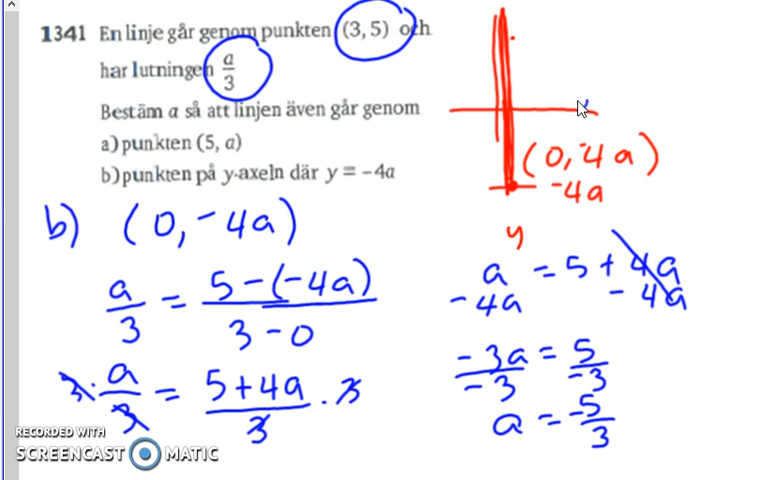 1341 En linje går genom punkten (3, 5) och
har lutningen a/3
Bestäm a så att linjen även går genom
a) punkten (5, a)
b) punkten på y-axeln där y = −4a
(0, -4a)
-4a
y
b) (0, -4a)
a/3 = 5-(-4a)/3-0
3· a/3 = 5+4a/3 · 3
a = 5 + 4a
-4a - 4a
-3a/-3 = 5/-3
a = -5/3
RECORDED WITH
SCREENCAST MATIC